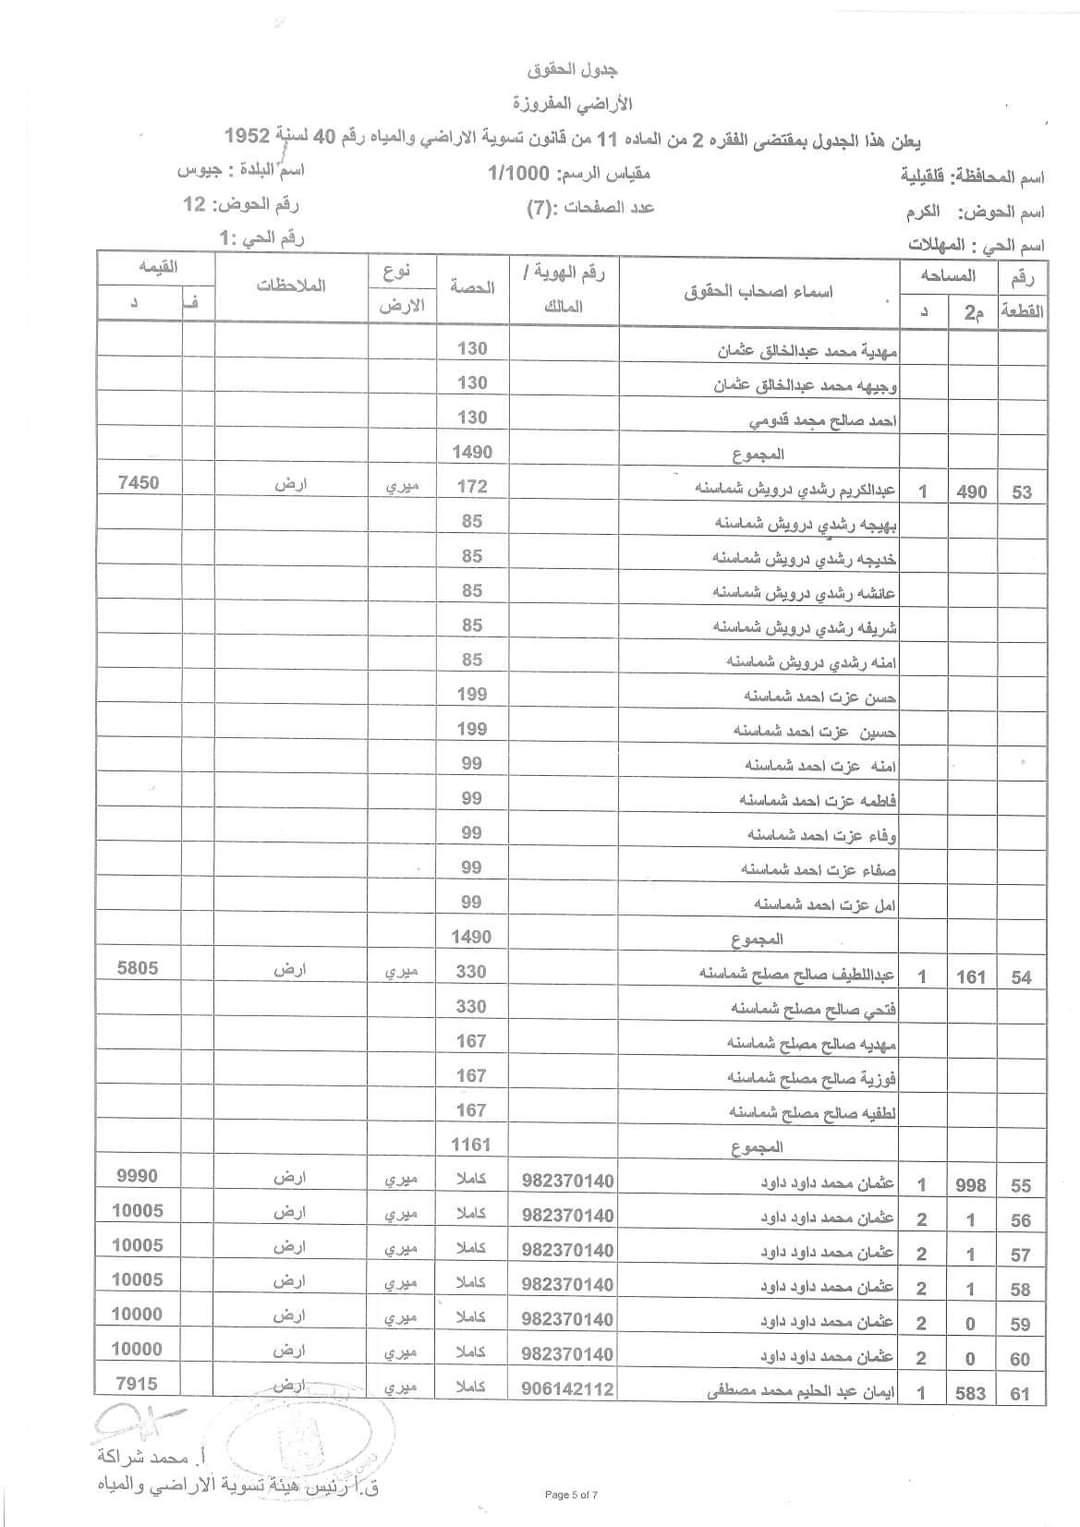 جدول الحقوق
الأراضي المفروزة
يعلن هذا الجدول بمقتضى الفقره 2 من الماده 11 من قانون تسوية الاراضي والمياه رقم 40 لسنة 1952
اسم المحافظة: قلقيلية مقياس الرسم: 1/1000 اسم البلدة : جيوس
اسم الحوض: الكرم عدد الصفحات :(7) رقم الحوض: 12
اسم الحي : المهللات رقم الحي :1
رقم القطعة المساحه م2 د اسماء اصحاب الحقوق رقم الهوية / المالك الحصة نوع الارض الملاحظات القيمه ف د
مهدية محمد عبدالخالق عثمان 130
وجيهه محمد عبدالخالق عثمان 130
احمد صالح محمد قدومي 130
المجموع 1490
53 490 1 عبدالكريم رشدي درويش شماسنه 172 ميري ارض 7450
بهيجه رشدي درويش شماسنه 85
خديجه رشدي درويش شماسنه 85
عائشه رشدي درويش شماسنه 85
شريفه رشدي درويش شماسنه 85
امنه رشدي درويش شماسنه 85
حسن عزت احمد شماسنه 199
حسين عزت احمد شماسنه 199
امنه عزت احمد شماسنه 99
فاطمه عزت احمد شماسنه 99
وفاء عزت احمد شماسنه 99
صفاء عزت احمد شماسنه 99
امل عزت احمد شماسنه 99
المجموع 1490
54 161 1 عبداللطيف صالح مصلح شماسنه 330 ميري ارض 5805
فتحي صالح مصلح شماسنه 330
مهديه صالح مصلح شماسنه 167
فوزية صالح مصلح شماسنه 167
لطفيه صالح مصلح شماسنه 167
المجموع 1161
55 998 1 عثمان محمد داود داود 982370140 كاملا ميري ارض 9990
56 1 2 عثمان محمد داود داود 982370140 كاملا ميري ارض 10005
57 1 2 عثمان محمد داود داود 982370140 كاملا ميري ارض 10005
58 1 2 عثمان محمد داود داود 982370140 كاملا ميري ارض 10005
59 0 2 عثمان محمد داود داود 982370140 كاملا ميري ارض 10000
60 0 2 عثمان محمد داود داود 982370140 كاملا ميري ارض 10000
61 583 1 ايمان عبد الحليم محمد مصطفى 906142112 كاملا ميري ارض 7915
أ. محمد شراكة
ق.أ رئيس هيئة تسوية الاراضي والمياه
Page 5 of 7